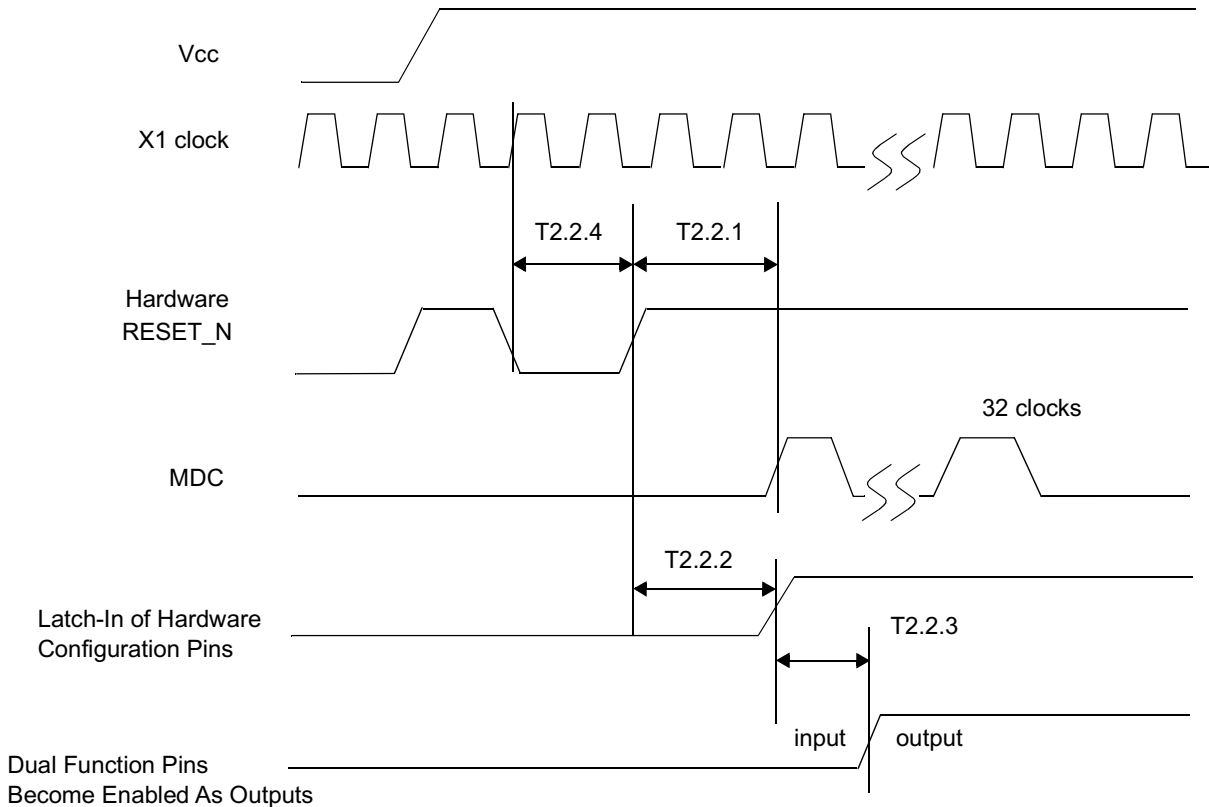 Vcc
X1 clock
T2.2.4
T2.2.1
Hardware
RESET_N
32 clocks
MDC
T2.2.2
Latch-In of Hardware
Configuration Pins
T2.2.3
input
output
Dual Function Pins
Become Enabled As Outputs